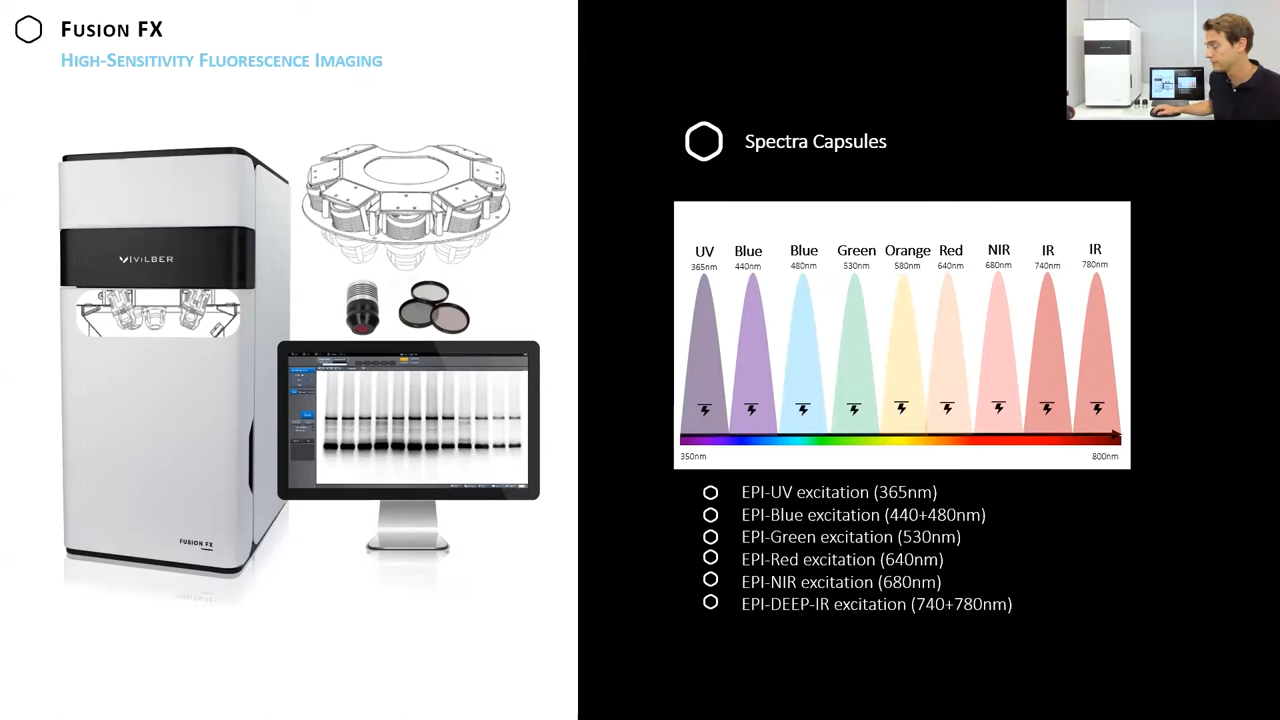 FUSION FX
HIGH-SENSITIVITY FLUORESCENCE IMAGING
VILBER
FUSION FX
Spectra Capsules
UV Blue Blue Green Orange Red NIR IR IR
365nm 440nm 480nm 530nm 580nm 640nm 680nm 740nm 780nm
350nm 800nm
EPI-UV excitation (365nm)
EPI-Blue excitation (440+480nm)
EPI-Green excitation (530nm)
EPI-Red excitation (640nm)
EPI-NIR excitation (680nm)
EPI-DEEP-IR excitation (740+780nm)